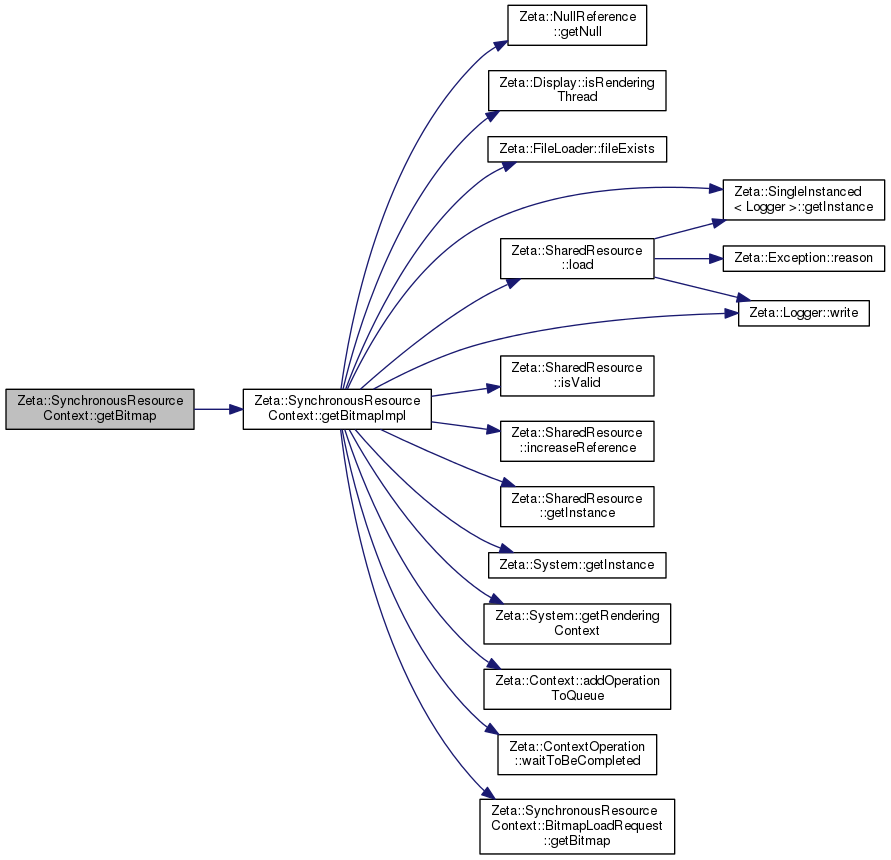 Zeta::SynchronousResource
Context::getBitmap
Zeta::SynchronousResource
Context::getBitmapImpl
Zeta::NullReference
::getNull
Zeta::Display::isRendering
Thread
Zeta::FileLoader::fileExists
Zeta::SharedResource
::load
Zeta::SingleInstanced
< Logger >::getInstance
Zeta::Exception::reason
Zeta::Logger::write
Zeta::SharedResource
::isValid
Zeta::SharedResource
::increaseReference
Zeta::SharedResource
::getInstance
Zeta::System::getInstance
Zeta::System::getRendering
Context
Zeta::Context::addOperation
ToQueue
Zeta::ContextOperation
::waitToBeCompleted
Zeta::SynchronousResource
Context::BitmapLoadRequest
::getBitmap